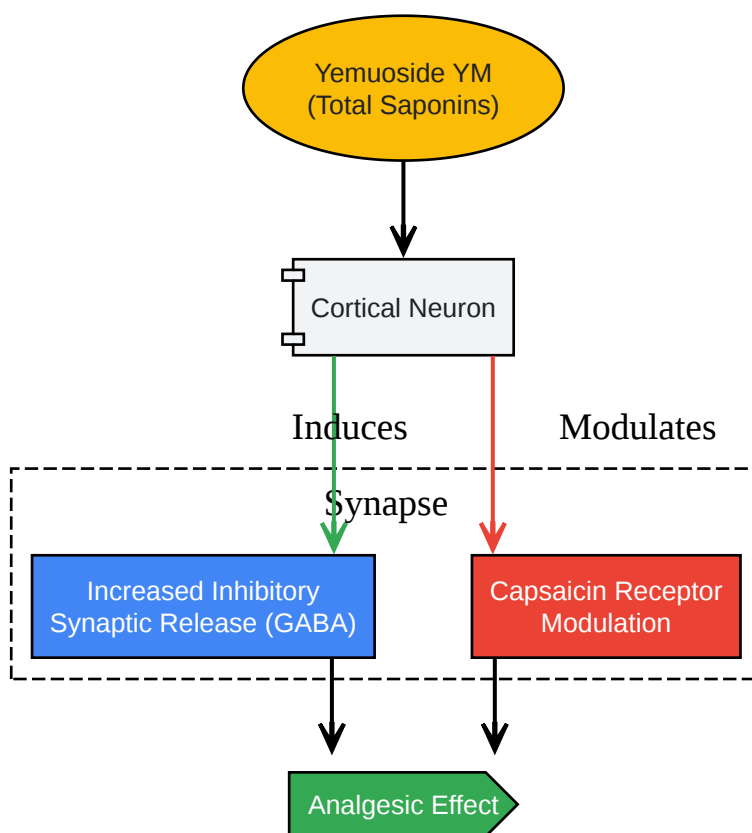 Yemuoside YM
(Total Saponins)
Cortical Neuron
Induces
Modulates
Synapse
Increased Inhibitory
Synaptic Release (GABA)
Capsaicin Receptor
Modulation
Analgesic Effect